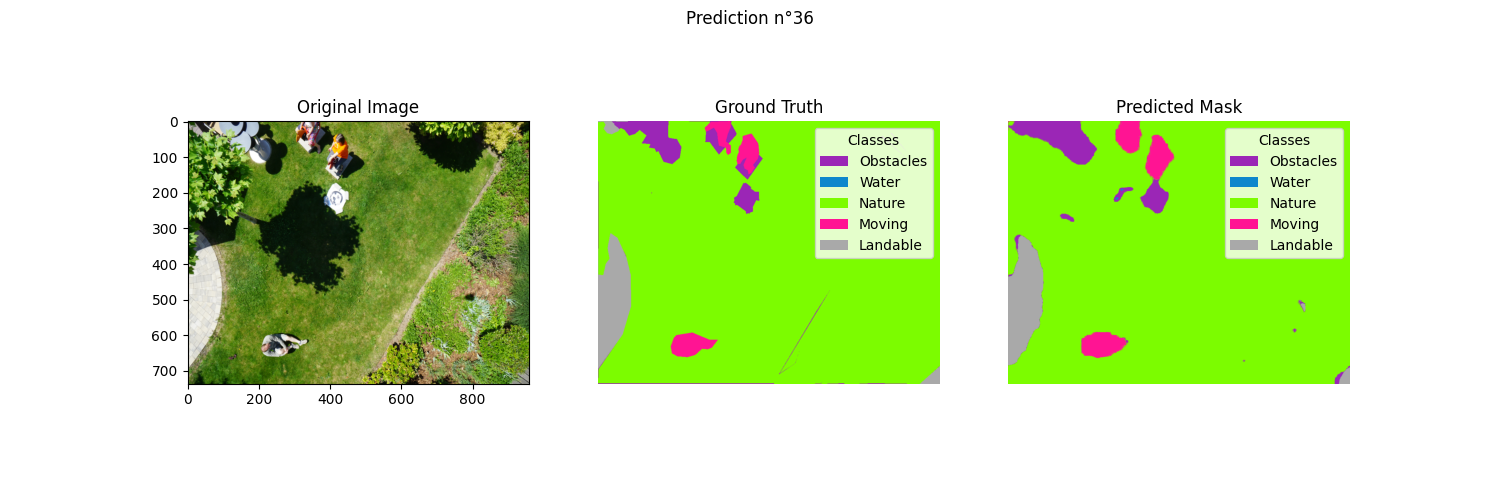 Prediction n°36
Original Image
Ground Truth
Predicted Mask
0
100
200
300
400
500
600
700
0
200
400
600
800
Classes
Obstacles
Water
Nature
Moving
Landable
Classes
Obstacles
Water
Nature
Moving
Landable